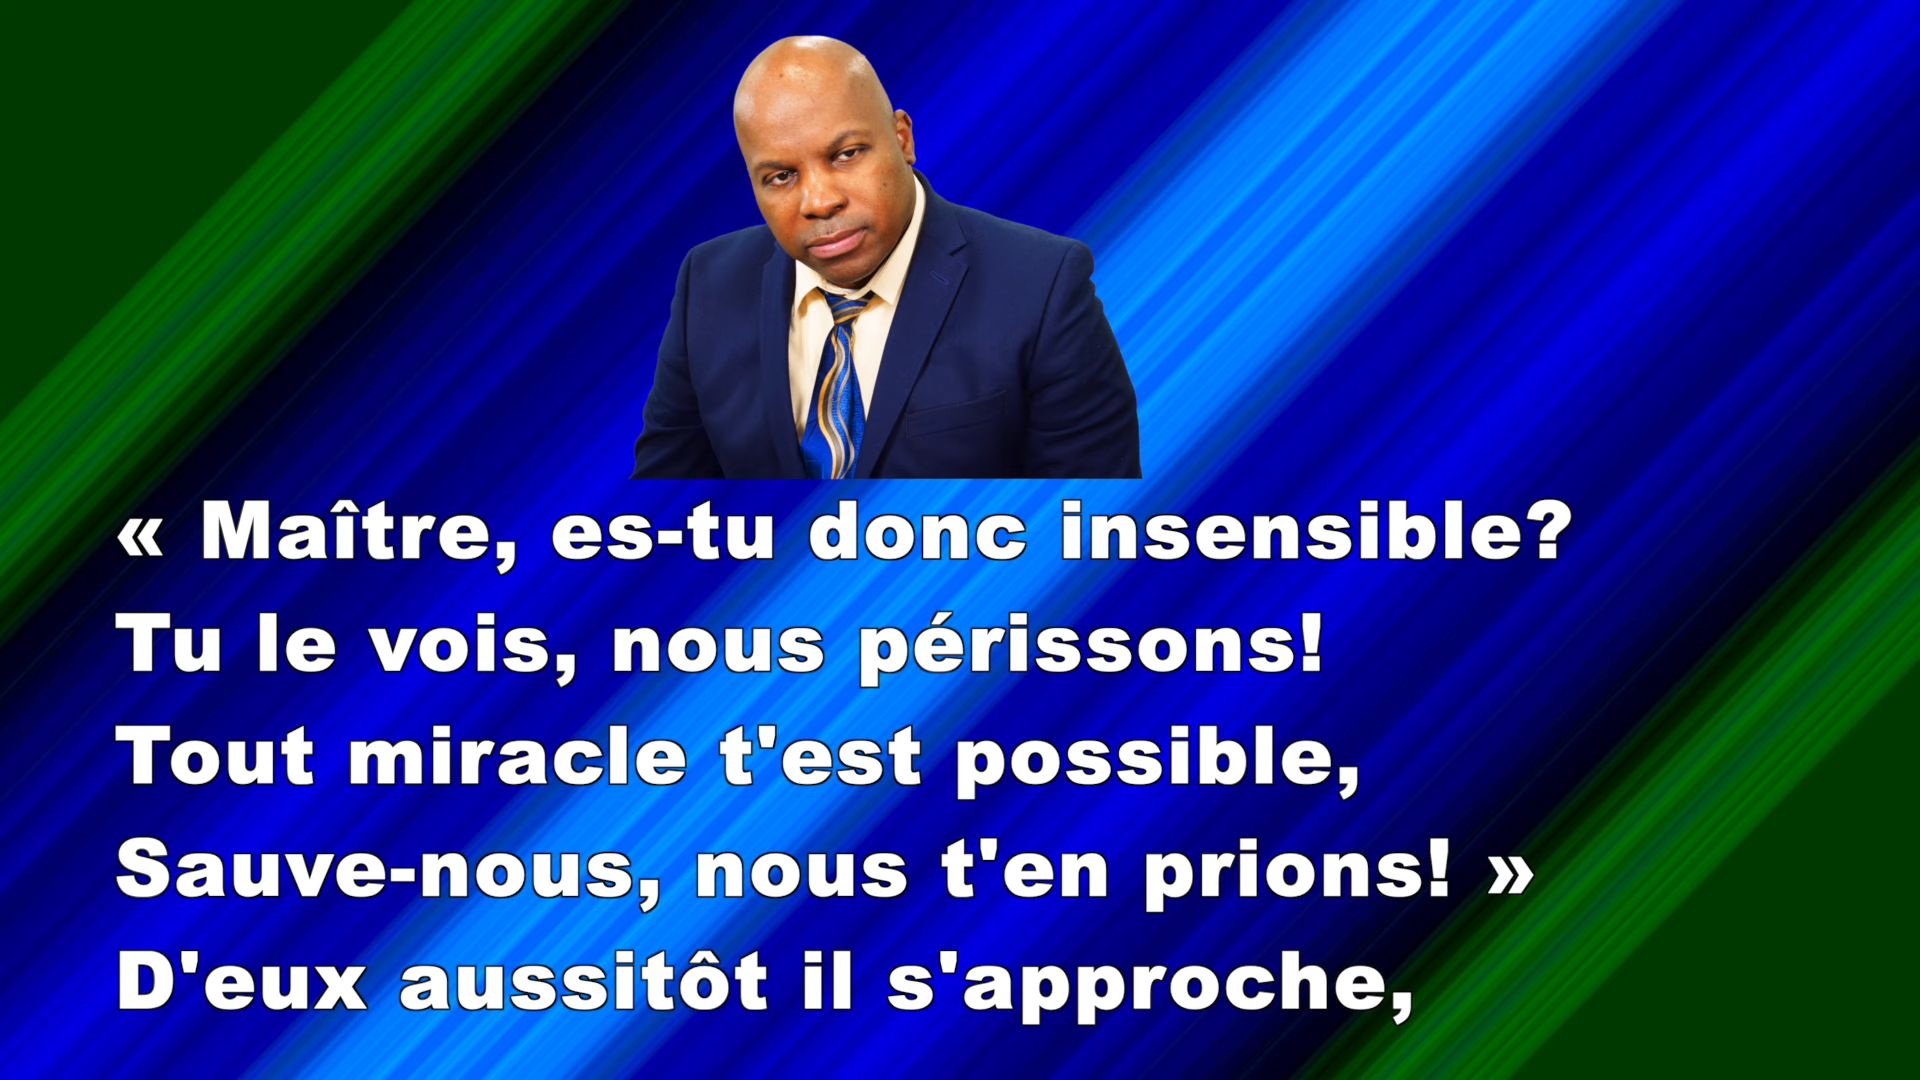 « Maître, es-tu donc insensible?
Tu le vois, nous périssons!
Tout miracle t'est possible,
Sauve-nous, nous t'en prions! »
D'eux aussitôt il s'approche,